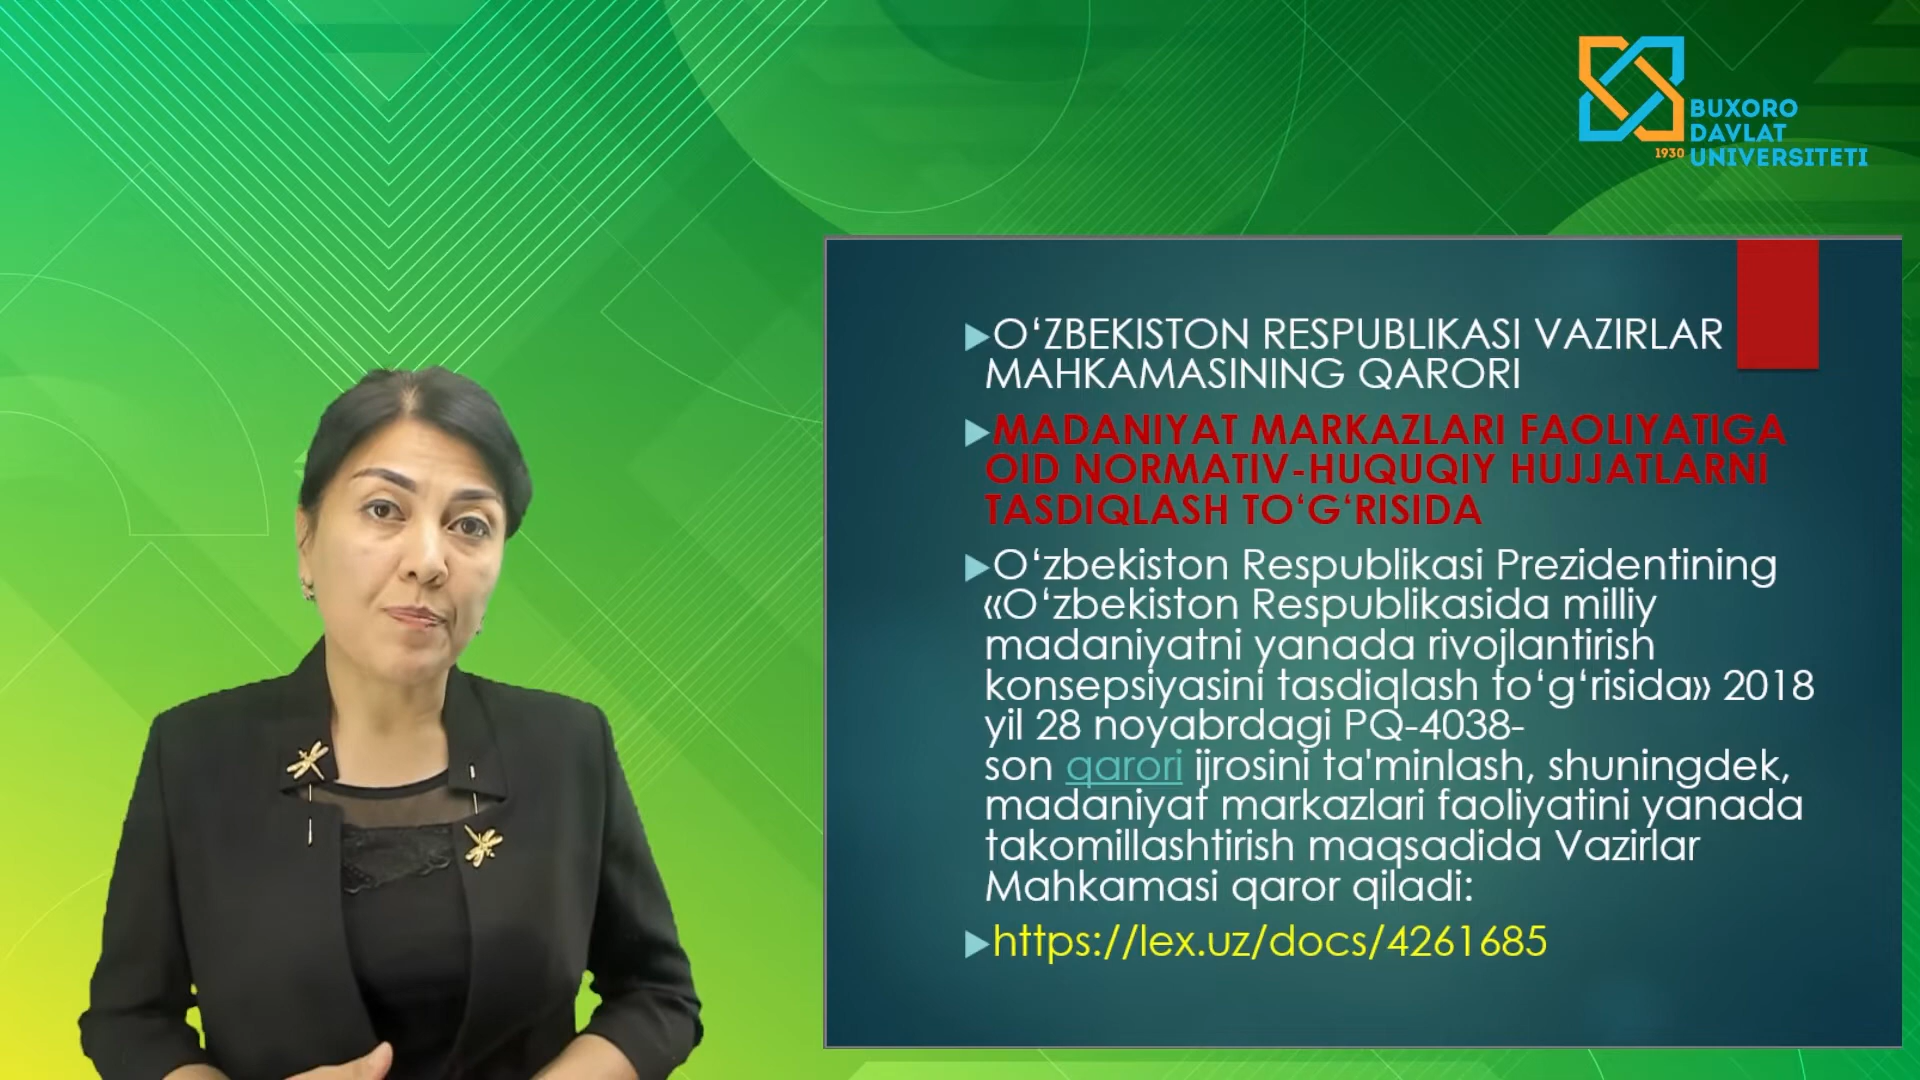 BUXORO
DAVLAT
1930 UNIVERSITETI
O‘ZBEKISTON RESPUBLIKASI VAZIRLAR
MAHKAMASINING QARORI
MADANIYAT MARKAZLARI FAOLIYATIGA
OID NORMATIV-HUQUQIY HUJJATLARNI
TASDIQLASH TO‘G‘RISIDA
O‘zbekiston Respublikasi Prezidentining
«O‘zbekiston Respublikasida milliy
madaniyatni yanada rivojlantirish
konsepsiyasini tasdiqlash to‘g‘risida» 2018
yil 28 noyabrdagi PQ-4038-
son qarori ijrosini ta'minlash, shuningdek,
madaniyat markazlari faoliyatini yanada
takomillashtirish maqsadida Vazirlar
Mahkamasi qaror qiladi:
https://lex.uz/docs/4261685